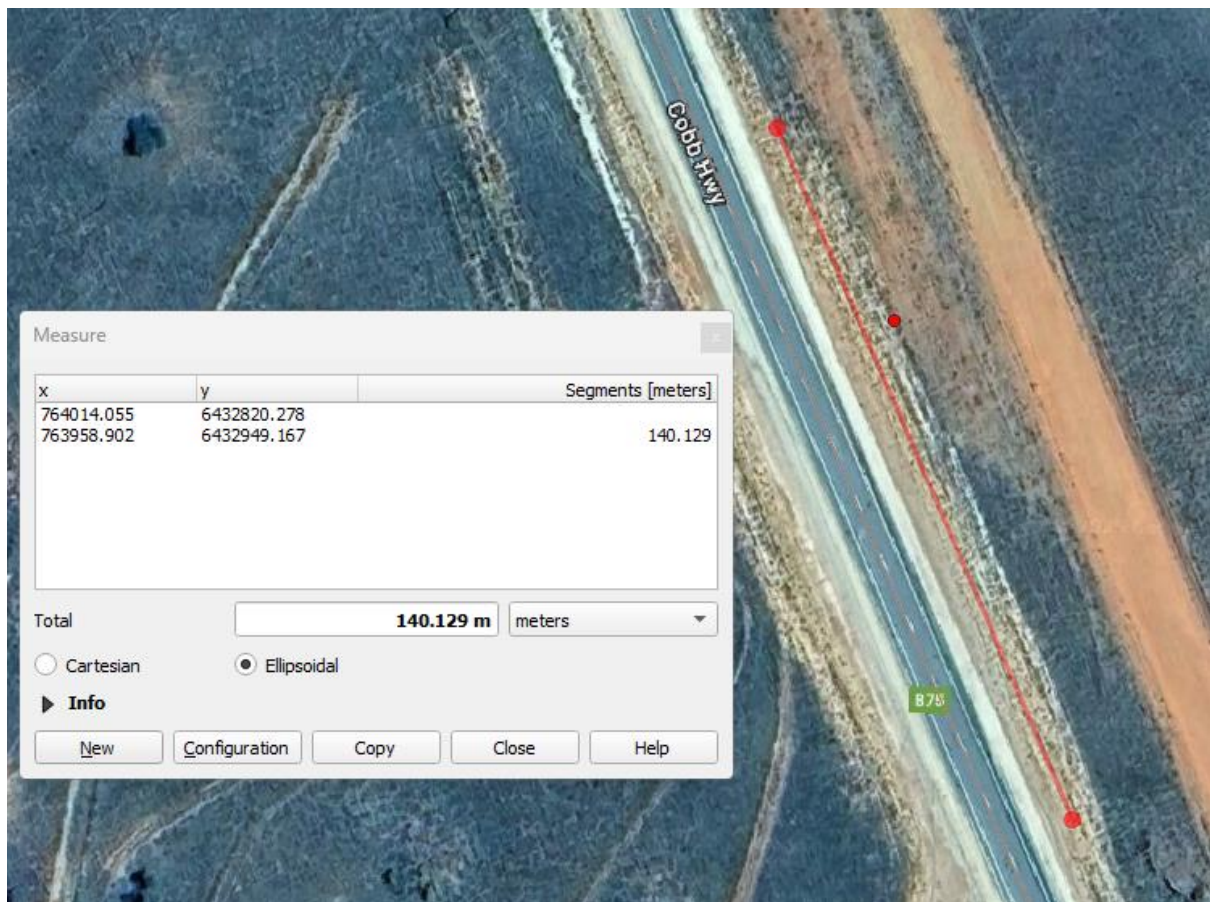 Cobb Hwy
Measure
x y Segments [meters]
764014.055 6432820.278
763958.902 6432949.167 140.129
Total 140.129 m meters
Cartesian Ellipsoidal
Info
New Configuration Copy Close Help
B75